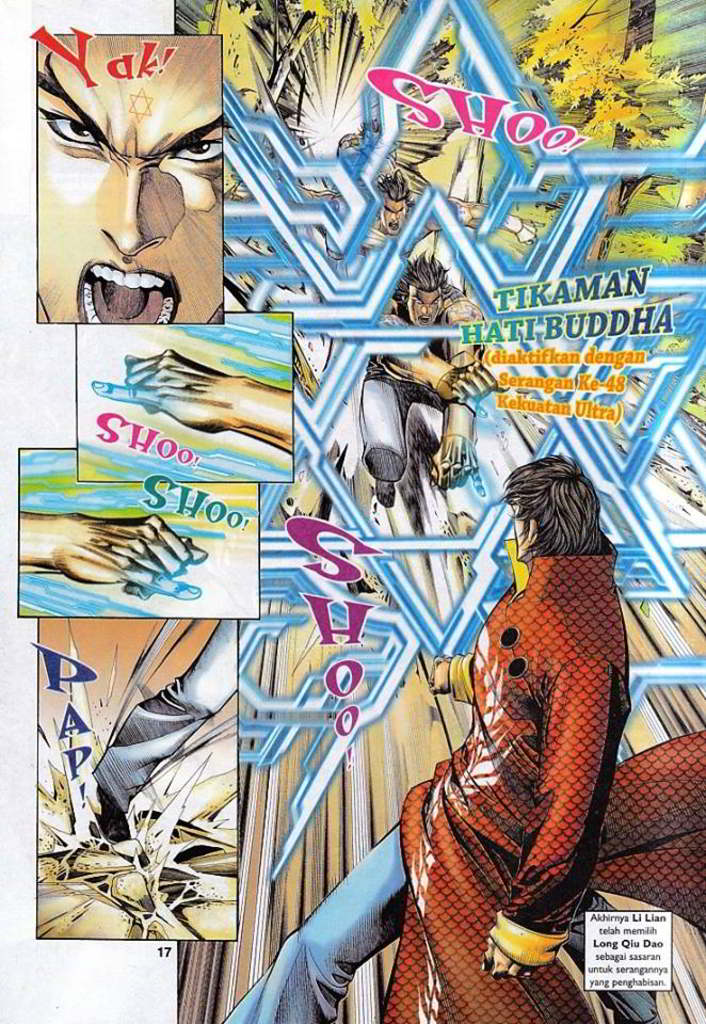 Yak!
SHOO!
TIKAMAN
HATI BUDDHA
(diaktifkan dengan
Serangan Ke-48
Kekuatan Ultra)
SHOO!
SHOO!
SHOOO!
PAP!
17
Akhirnya Li Lian
telah memilih
Long Qiu Dao
sebagai sasaran
untuk serangannya
yang penghabisan.